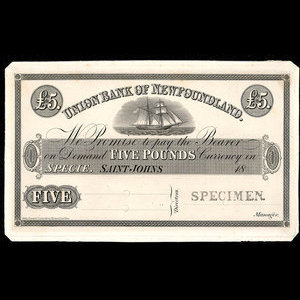 UNION BANK OF NEWFOUNDLAND.
£5. £5.
We Promise to pay the Bearer
on Demand FIVE POUNDS Currency in
SPECIE. SAINT JOHNS 18
FIVE Directors SPECIMEN.
Manager.